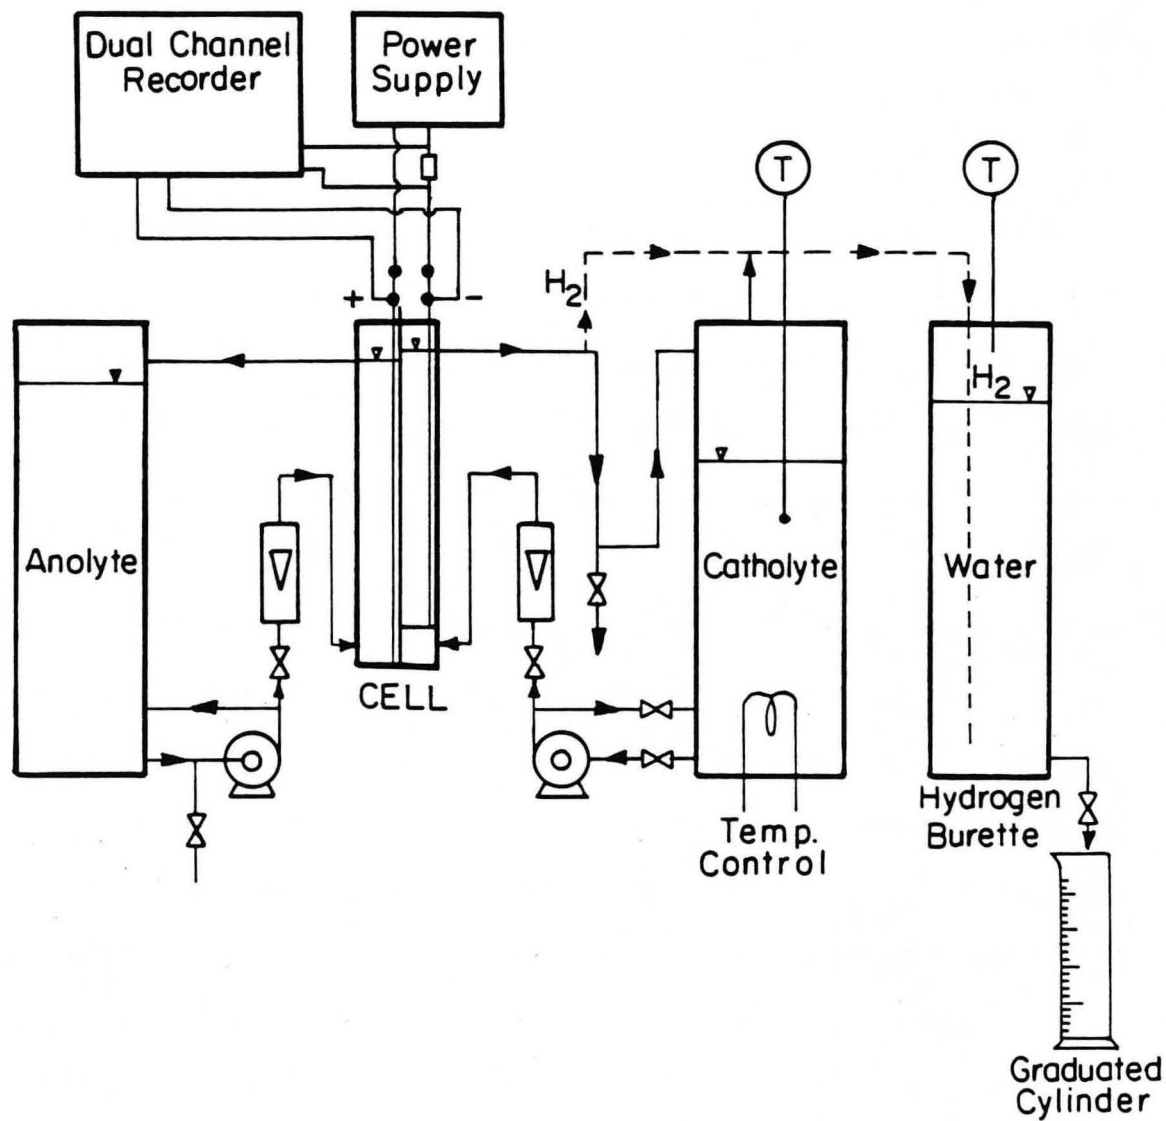 Dual Channel
Recorder
Power
Supply
T
T
H2
+
-
H2
Anolyte
Catholyte
Water
CELL
Temp.
Control
Hydrogen
Burette
Graduated
Cylinder